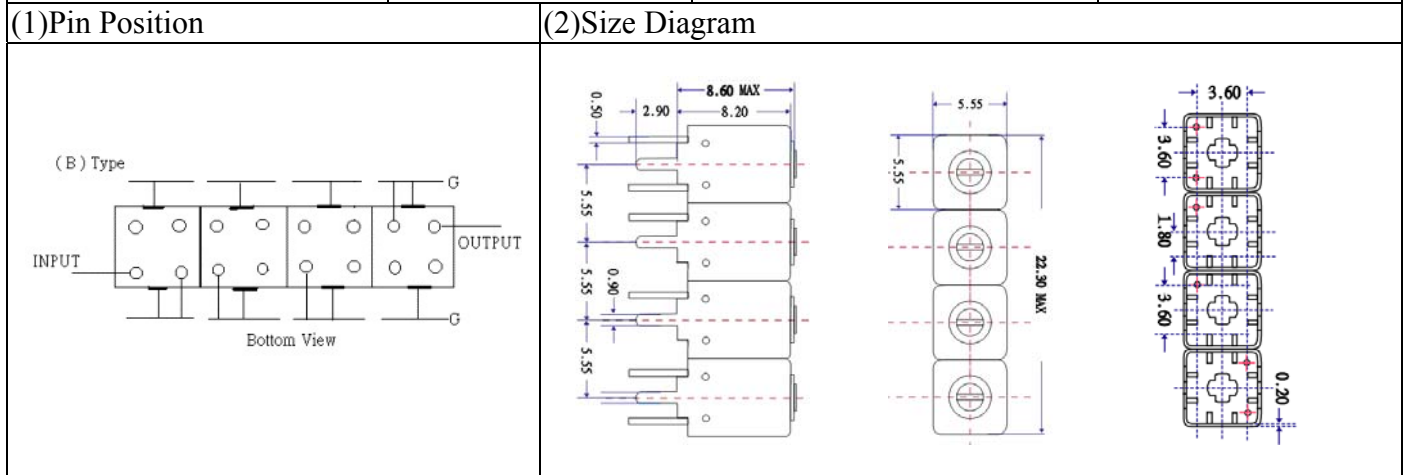 (1)Pin Position
(2)Size Diagram
( B ) Type
G
INPUT
OUTPUT
G
Bottom View
8.60 MAX
0.50
2.90
8.20
5.55
5.55
0.90
5.55
5.55
5.55
22.30 MAX
3.60
3.60
1.80
3.60
0.20